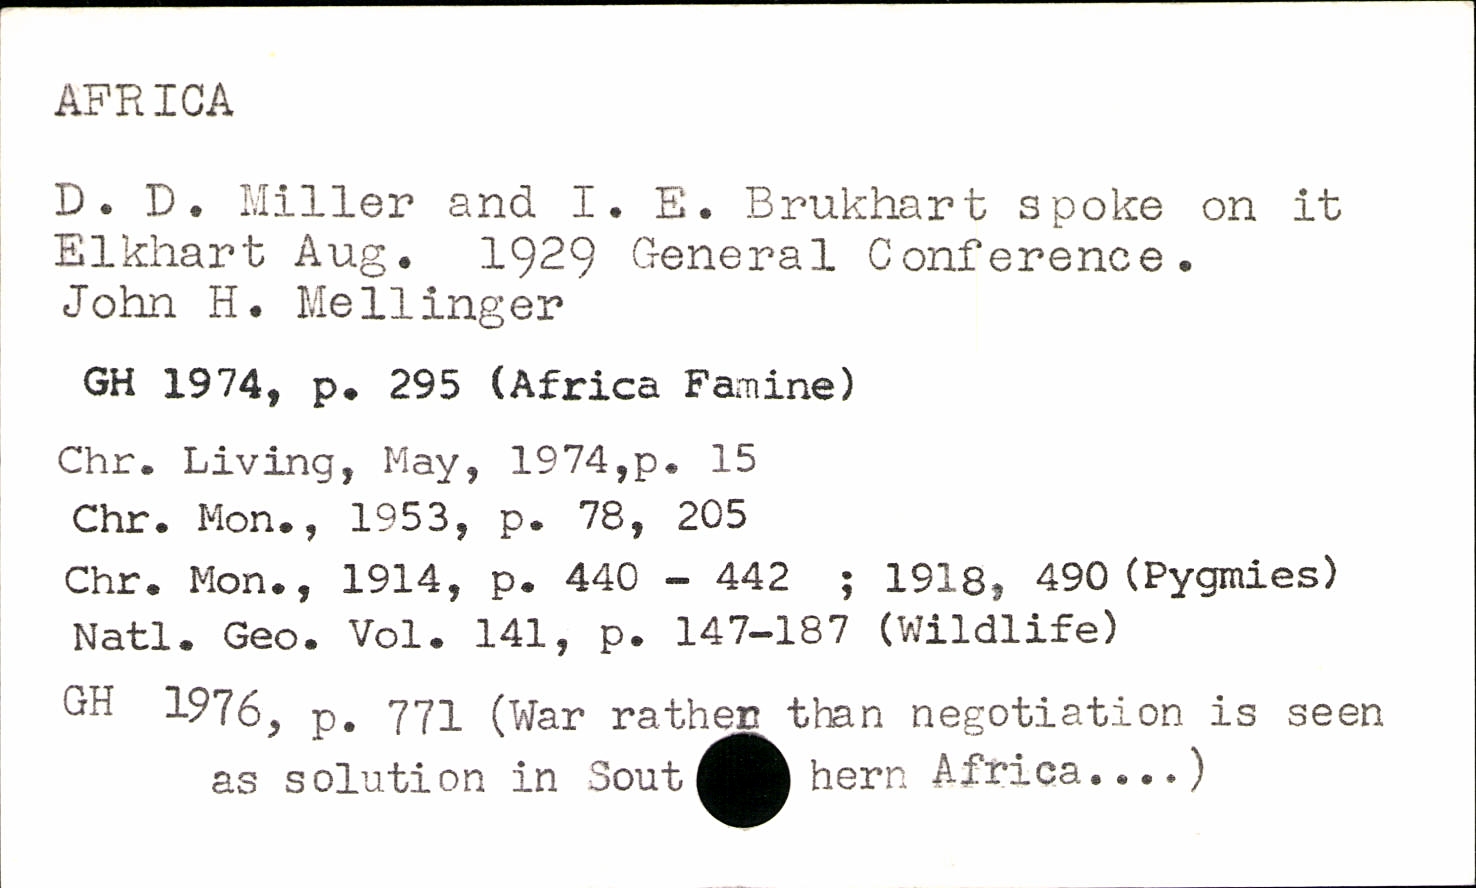 AFRICA
D. D. Miller and I. E. Brukhart spoke on it
Elkhart Aug. 1929 General Conference.
John H. Mellinger
GH 1974, p. 295 (Africa Famine)
Chr. Living, May, 1974,p. 15
Chr. Mon., 1953, p. 78, 205
Chr. Mon., 1914, p. 440 - 442 ; 1918, 490 (Pygmies)
Natl. Geo. Vol. 141, p. 147-187 (Wildlife)
GH 1976, p. 771 (War rather than negotiation is seen
as solution in Sout hern Africa....)